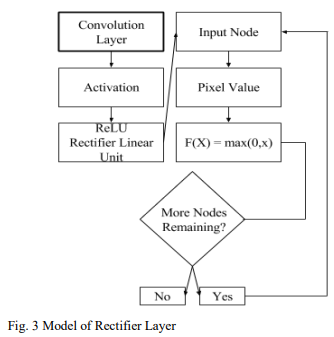 Convolution
Layer
Activation
ReLU
Rectifier Linear
Unit
Input Node
Pixel Value
F(X) = max(0,x)
More Nodes
Remaining?
No
Yes
Fig. 3 Model of Rectifier Layer